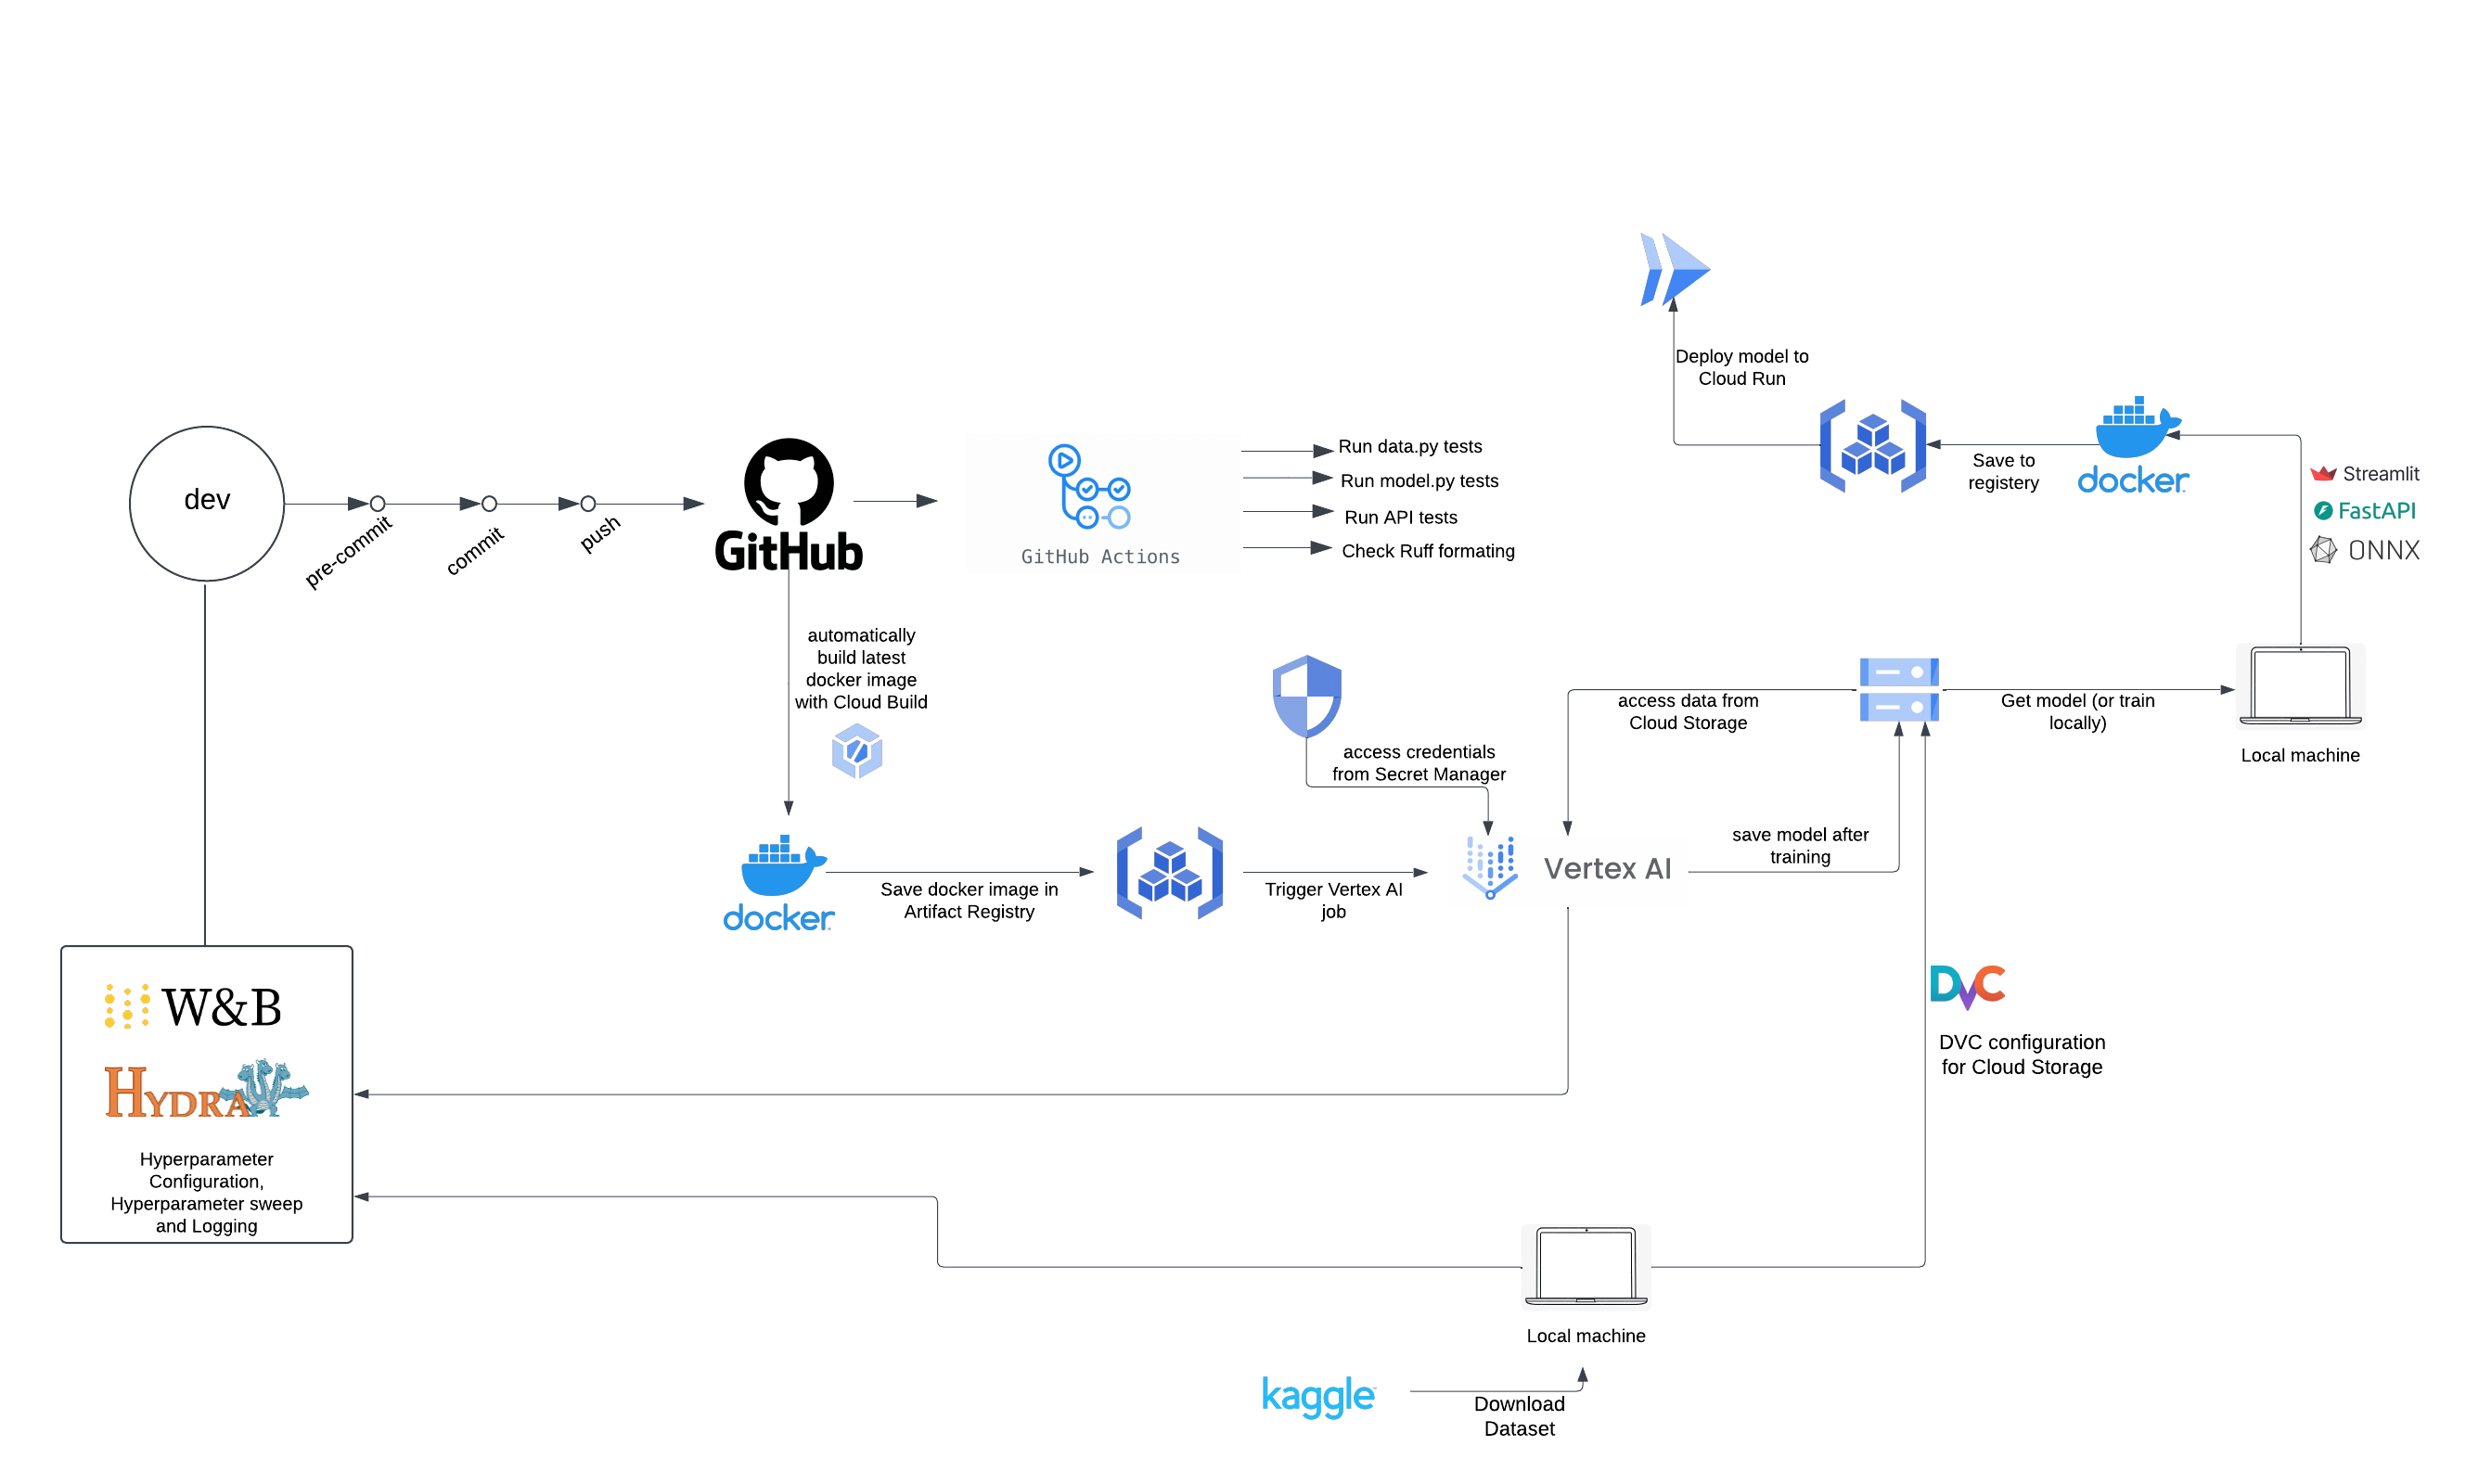 Deploy model to
Cloud Run
dev
pre-commit
commit
push
GitHub
GitHub Actions
Run data.py tests
Run model.py tests
Run API tests
Check Ruff formating
Save to
registery
docker
Streamlit
FastAPI
ONNX
automatically
build latest
docker image
with Cloud Build
access credentials
from Secret Manager
access data from
Cloud Storage
Get model (or train
locally)
Local machine
docker
Save docker image in
Artifact Registry
Trigger Vertex AI
job
Vertex AI
save model after
training
W&B
HYDRA
Hyperparameter
Configuration,
Hyperparameter sweep
and Logging
DVC
DVC configuration
for Cloud Storage
Local machine
kaggle
Download
Dataset